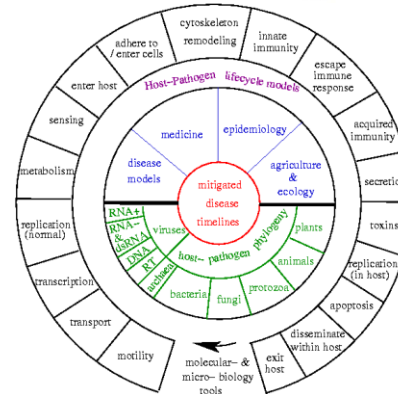 cytoskeleton
remodeling
innate
immunity
escape
immune
response
acquired
immunity
secretion
toxins
replication
(in host)
apoptosis
disseminate
within host
exit
host
molecular- &
micro- biology
tools
motility
transport
transcription
replication
(normal)
metabolism
sensing
enter host
adhere to
/ enter cells
Host-Pathogen lifecycle models
disease
models
medicine
epidemiology
agriculture
&
ecology
mitigated
disease
timelines
host- pathogen phylogeny
RNA+
RNA-
&
dsRNA
DNA
RT
viruses
archaea
bacteria
fungi
protozoa
animals
plants